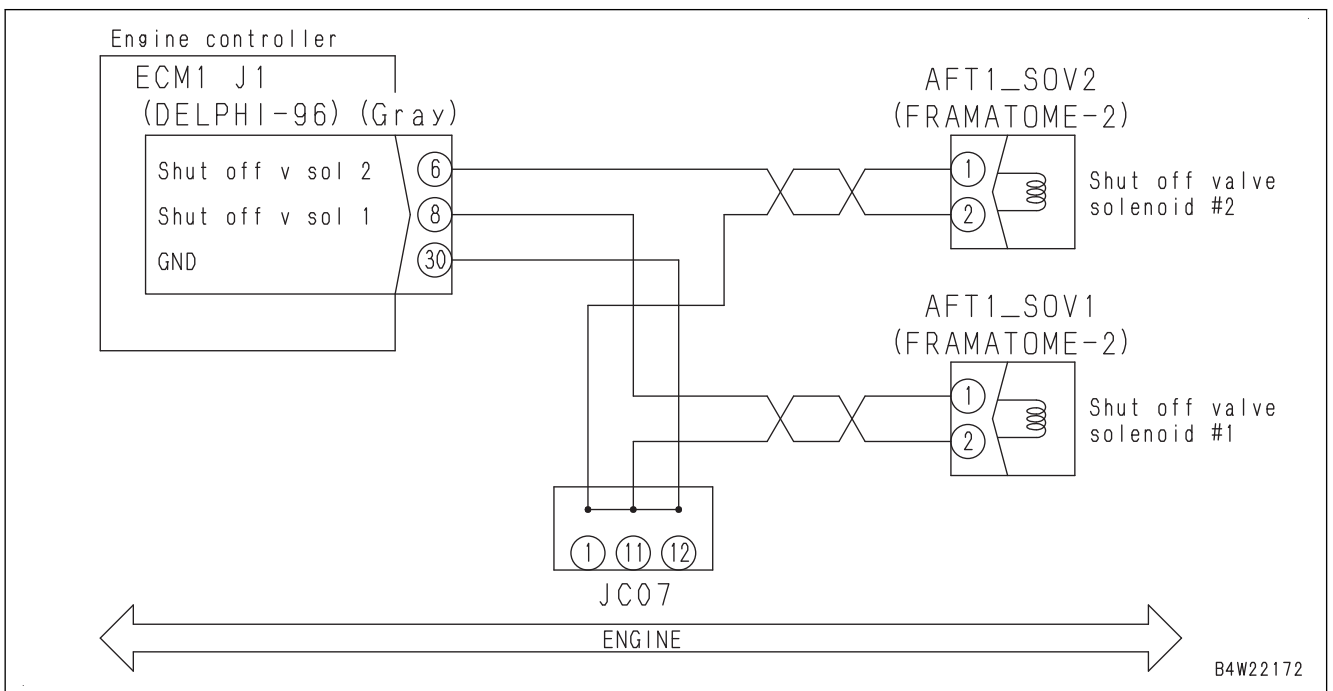 Engine controller
ECM1 J1
(DELPHI-96) (Gray)
Shut off v sol 2
6
Shut off v sol 1
8
GND
30
AFT1_SOV2
(FRAMATOME-2)
1
2
Shut off valve
solenoid #2
AFT1_SOV1
(FRAMATOME-2)
1
2
Shut off valve
solenoid #1
1 11 12
JC07
ENGINE
B4W22172